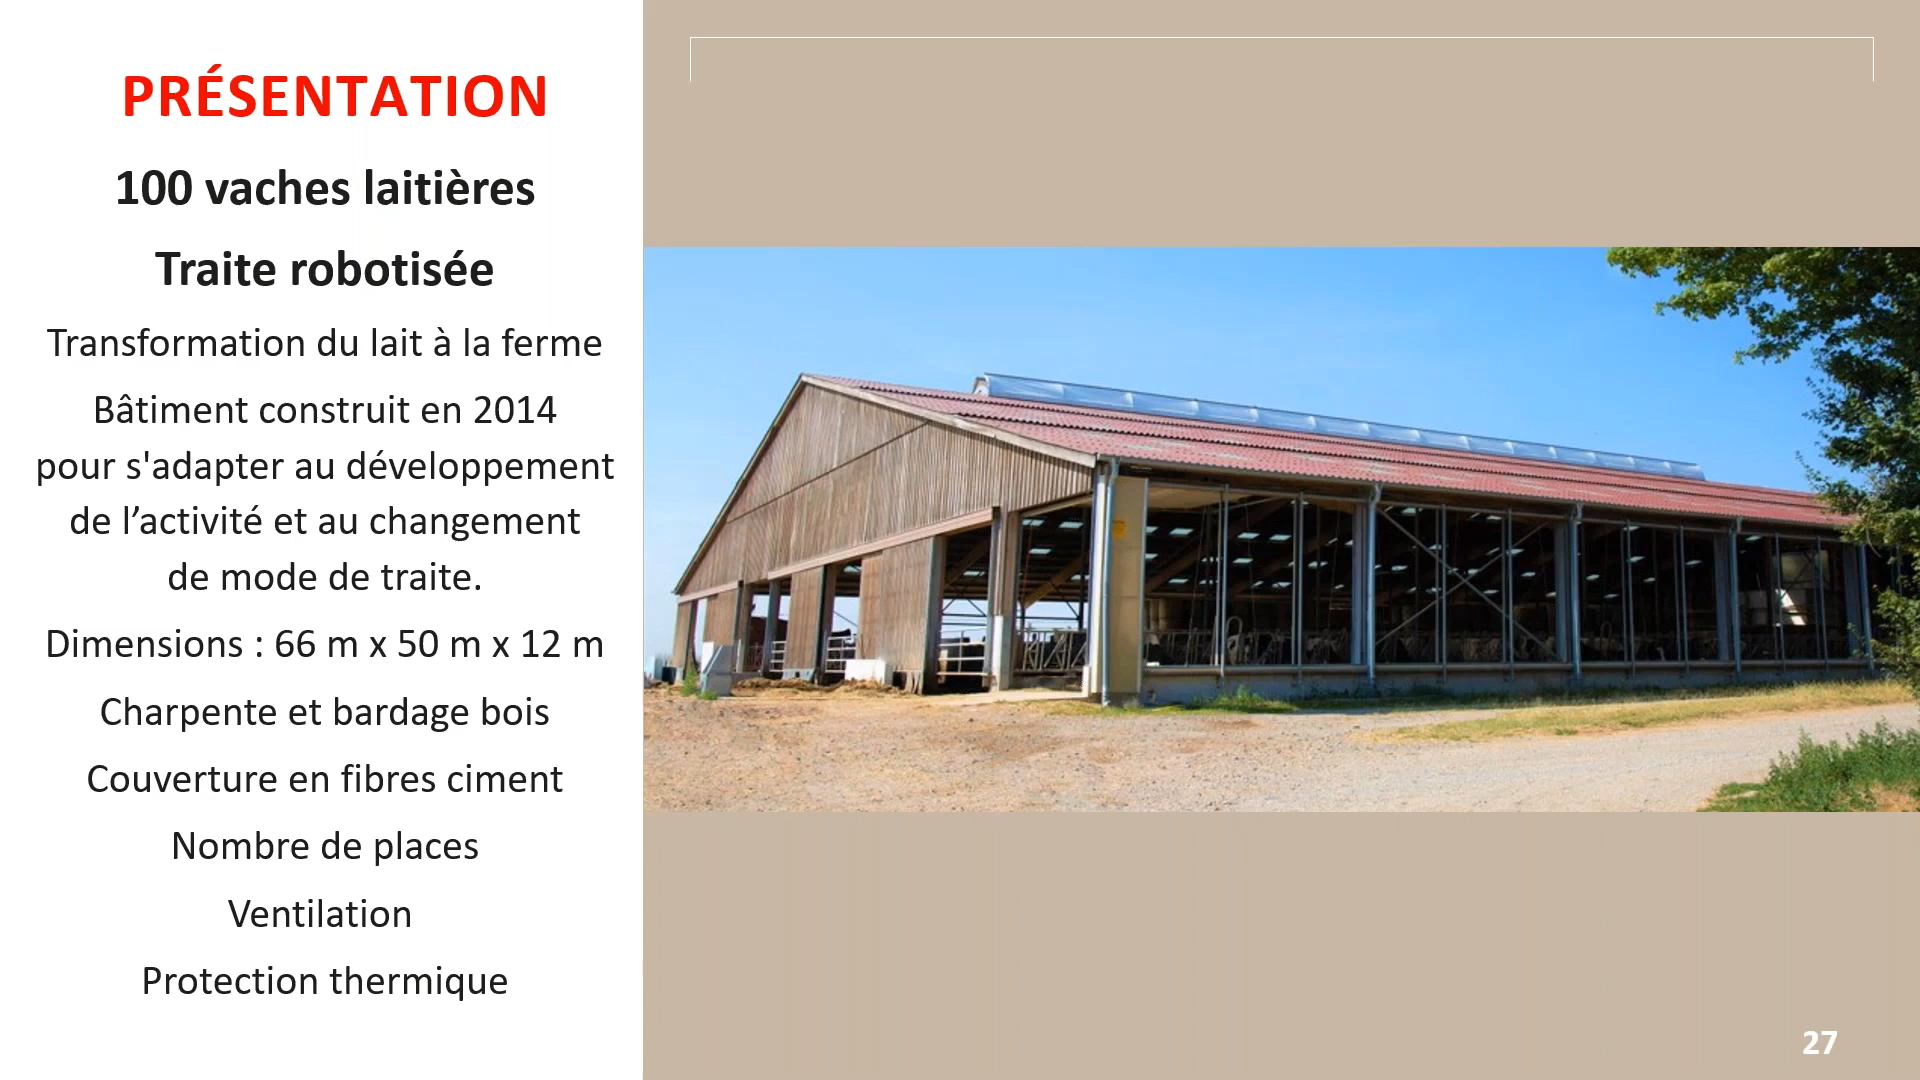 PRÉSENTATION
100 vaches laitières
Traite robotisée
Transformation du lait à la ferme
Bâtiment construit en 2014
pour s'adapter au développement
de l’activité et au changement
de mode de traite.
Dimensions : 66 m x 50 m x 12 m
Charpente et bardage bois
Couverture en fibres ciment
Nombre de places
Ventilation
Protection thermique
27